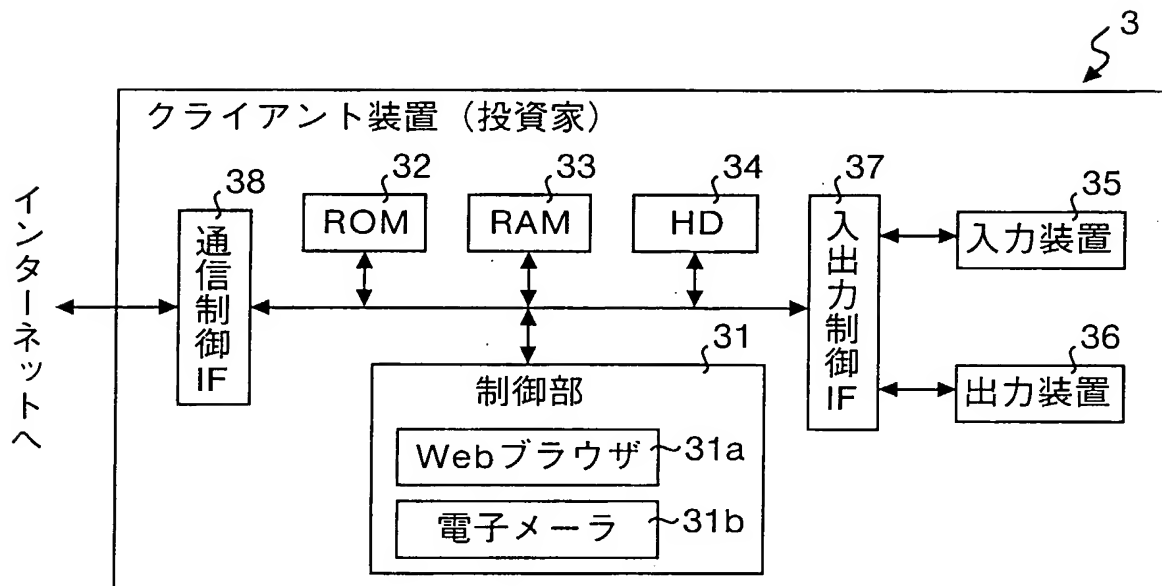 3
クライアント装置（投資家）
インターネットへ
38
通信制御IF
32
ROM
33
RAM
34
HD
37
入出力制御IF
35
入力装置
36
出力装置
31
制御部
Webブラウザ
31a
電子メーラ
31b